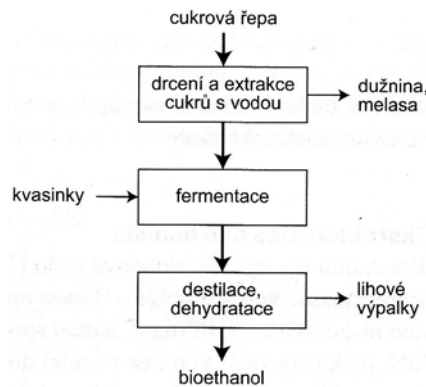 cukrová řepa
drcení a extrakce
cukrů s vodou
dužnina,
melasa
kvasinky
fermentace
destilace,
dehydratace
lihové
výpalky
bioethanol